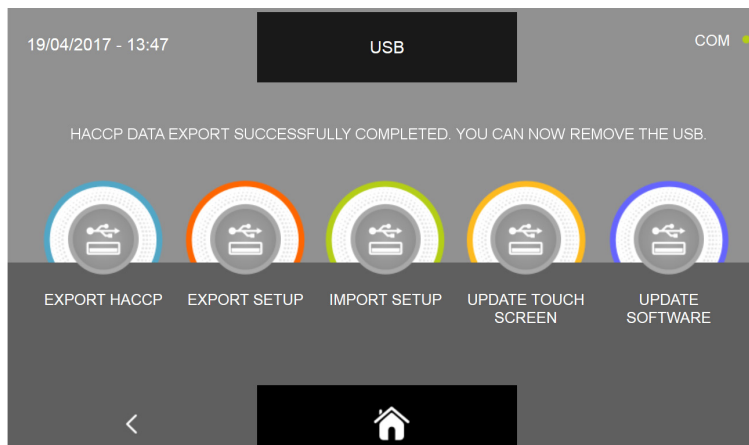 19/04/2017 - 13:47
USB
COM
HACCP DATA EXPORT SUCCESSFULLY COMPLETED. YOU CAN NOW REMOVE THE USB.
EXPORT HACCP
EXPORT SETUP
IMPORT SETUP
UPDATE TOUCH
SCREEN
UPDATE
SOFTWARE